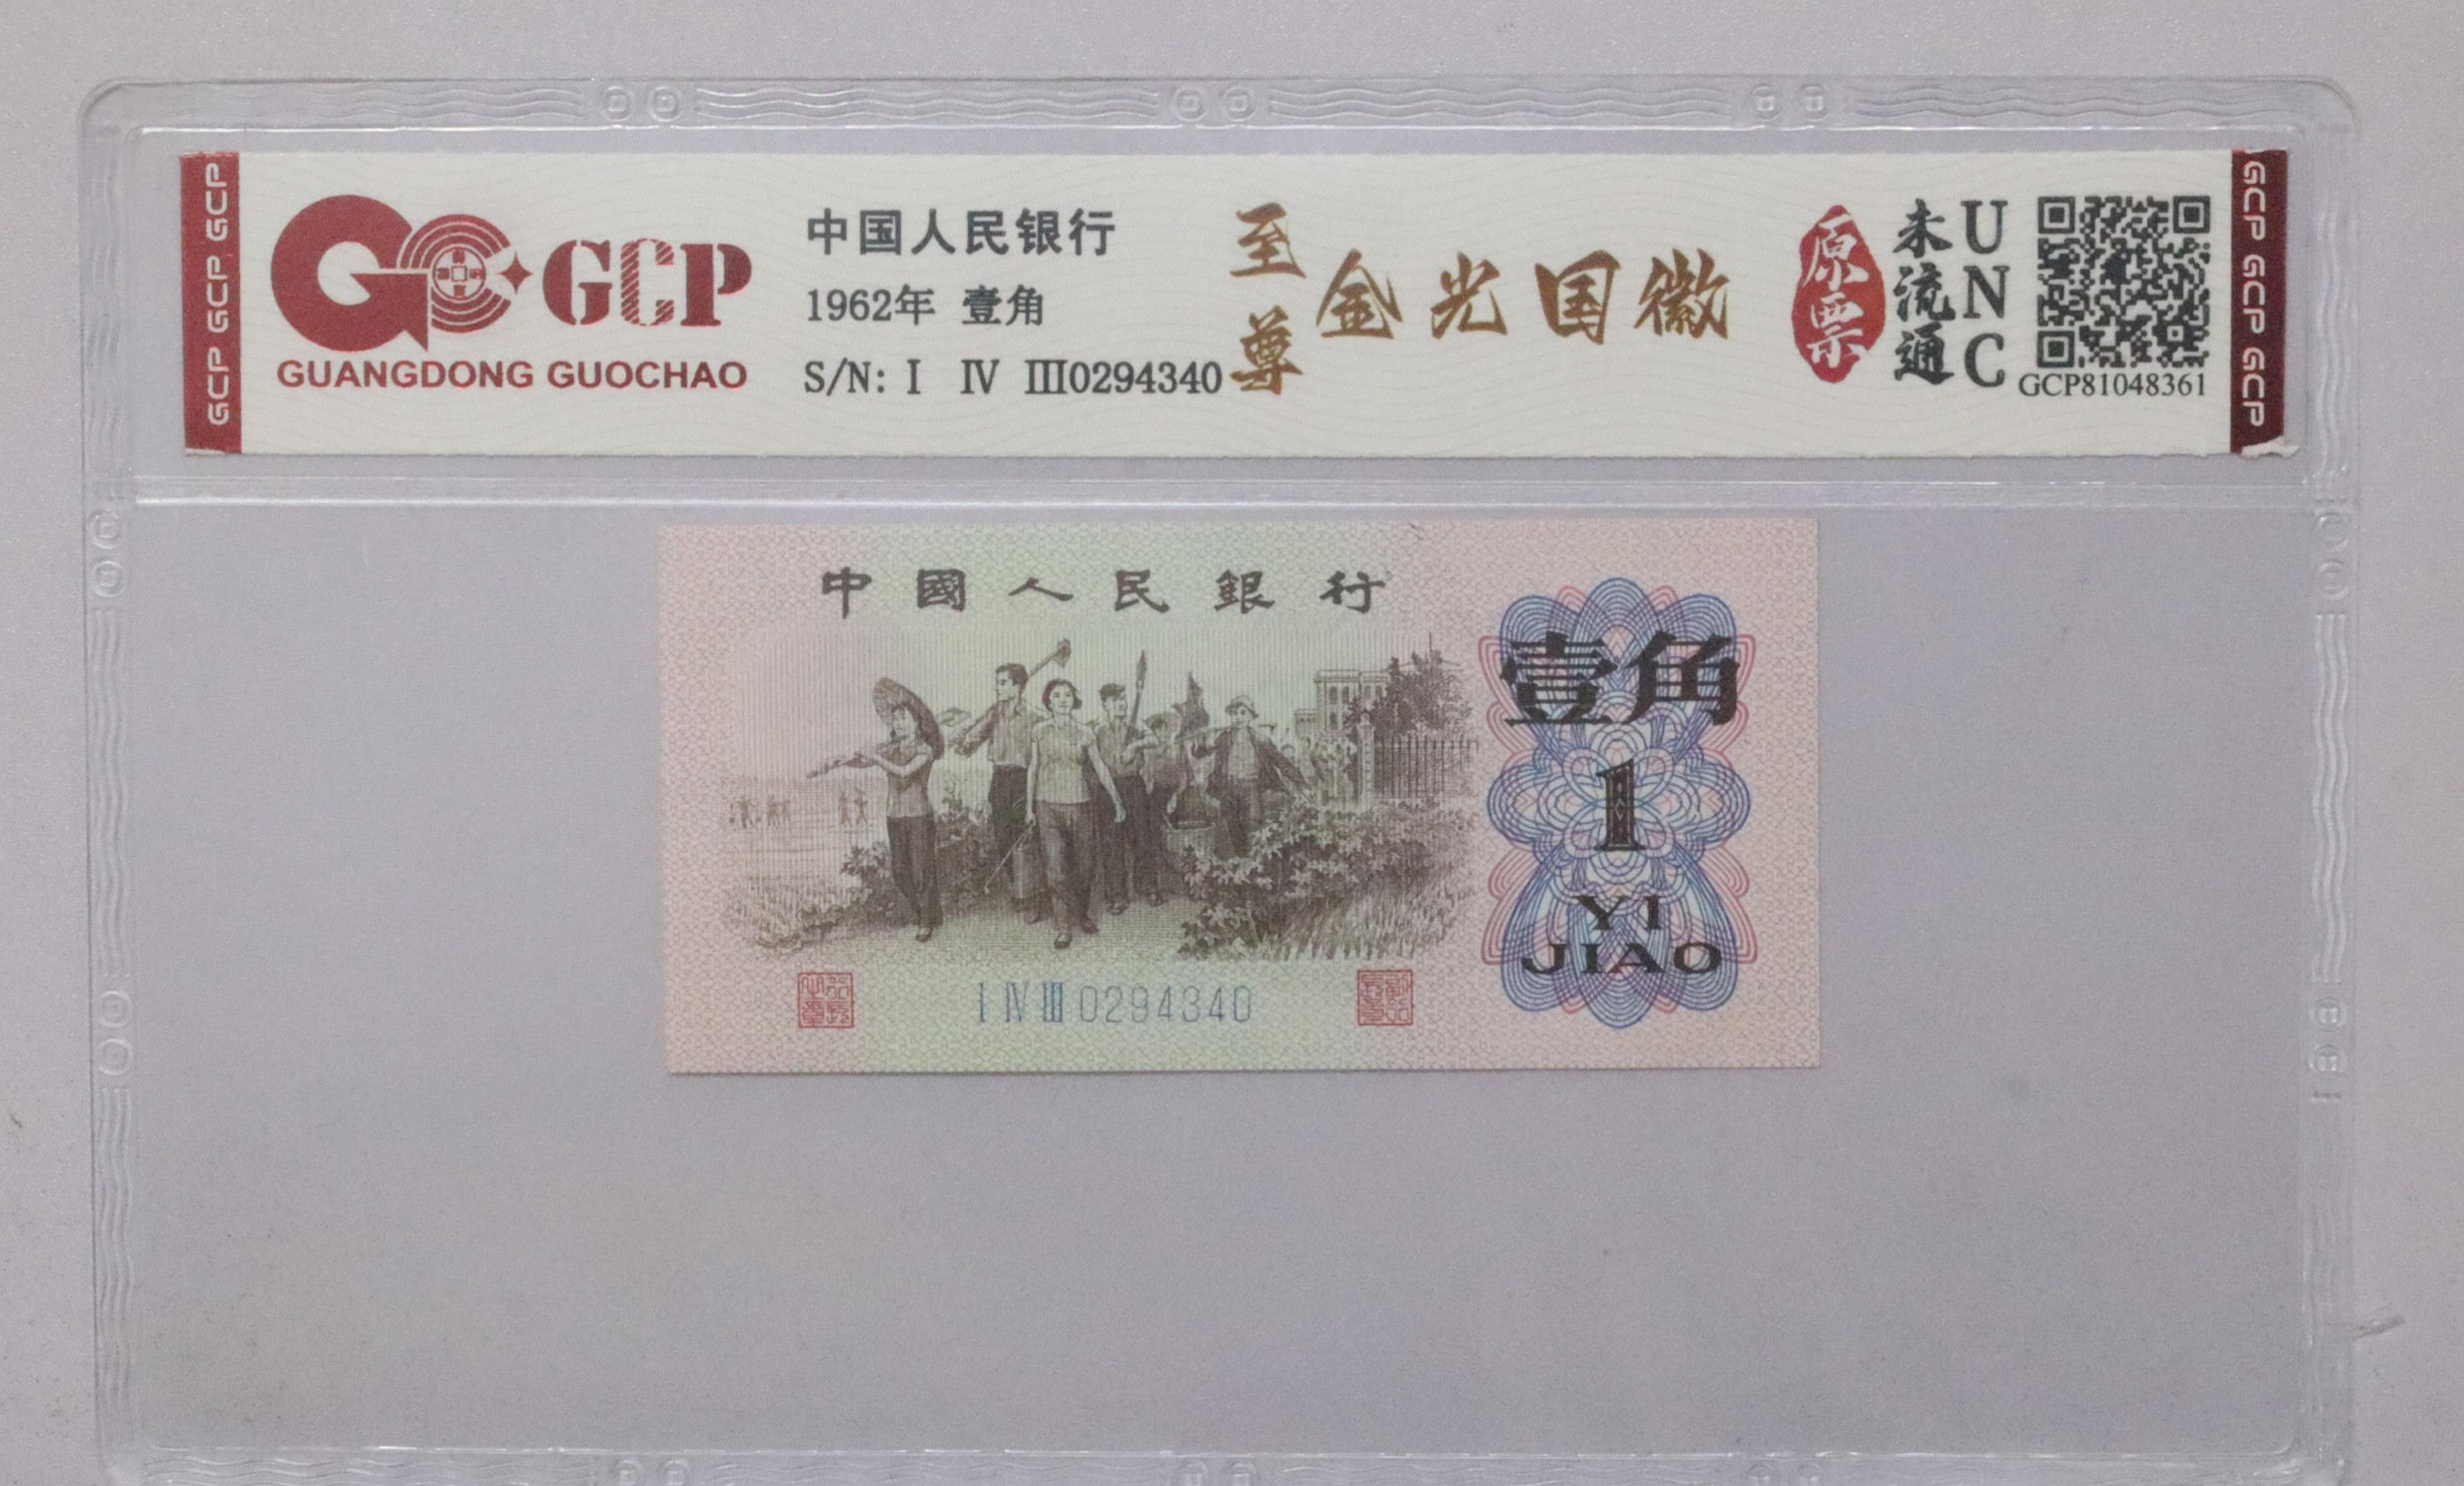 GCP GCP GCP
GCP
GUANGDONG GUOCHAO
中国人民银行
1962年 壹角
S/N: Ⅰ Ⅳ Ⅲ0294340
至尊
金光国徽
原票
未流通
UNC
GCP81048361
GCP GCP GCP
中國人民銀行
壹角
1
YI
JIAO
Ⅰ Ⅳ Ⅲ 0294340